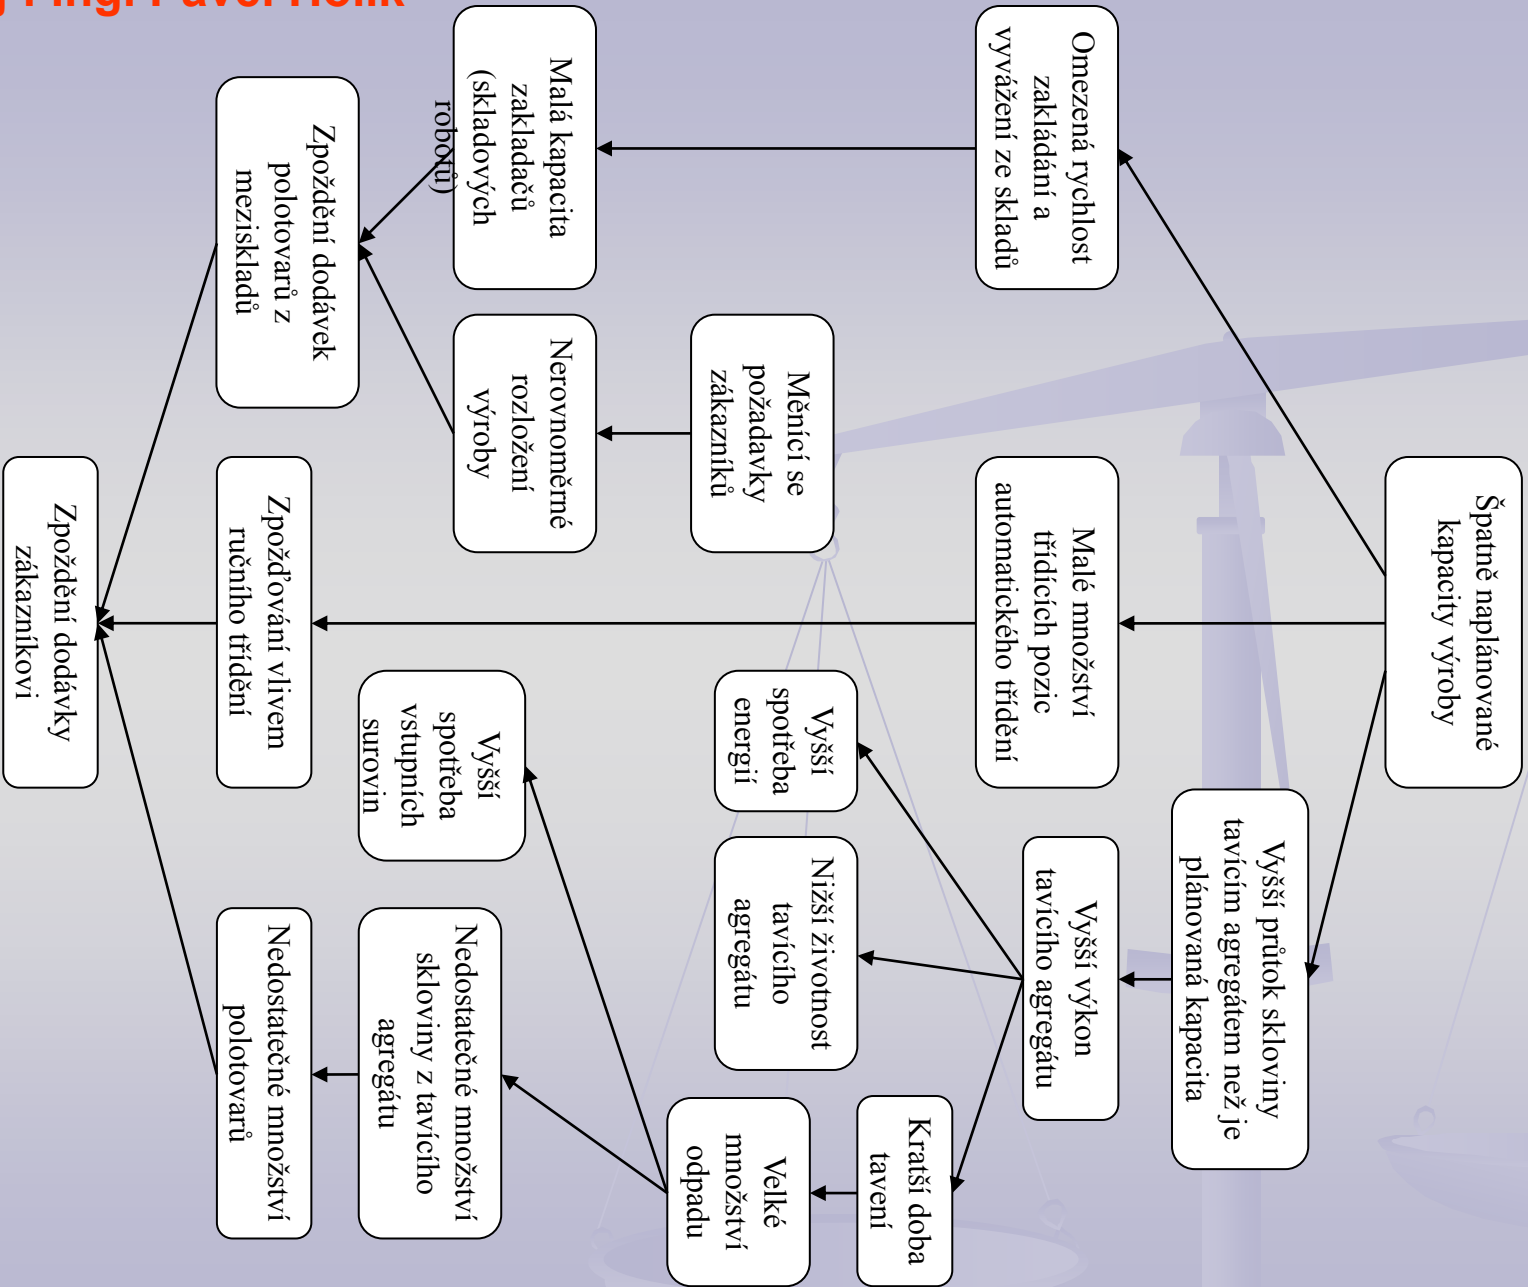 Ing. Pavel Holík
Špatně naplánované
kapacity výroby
Omezená rychlost
zakládání a
vyvážení ze skladů
Malé množství
třídících pozic
automatického třídění
Vyšší průtok skloviny
tavícím agregátem než je
plánovaná kapacita
Vyšší výkon
tavícího agregátu
Měnící se
požadavky
zákazníků
Vyšší
spotřeba
energií
Nižší životnost
tavícího
agregátu
Kratší doba
tavení
Velké
množství
odpadu
Malá kapacita
zakladačů
(skladových
robotů)
Nerovnoměrné
rozložení
výroby
Vyšší
spotřeba
vstupních
surovin
Nedostatečné množství
skloviny z tavícího
agregátu
Zpoždění dodávek
polotovarů z
meziskladů
Zpožďování vlivem
ručního třídění
Nedostatečné množství
polotovarů
Zpoždění dodávky
zákazníkovi